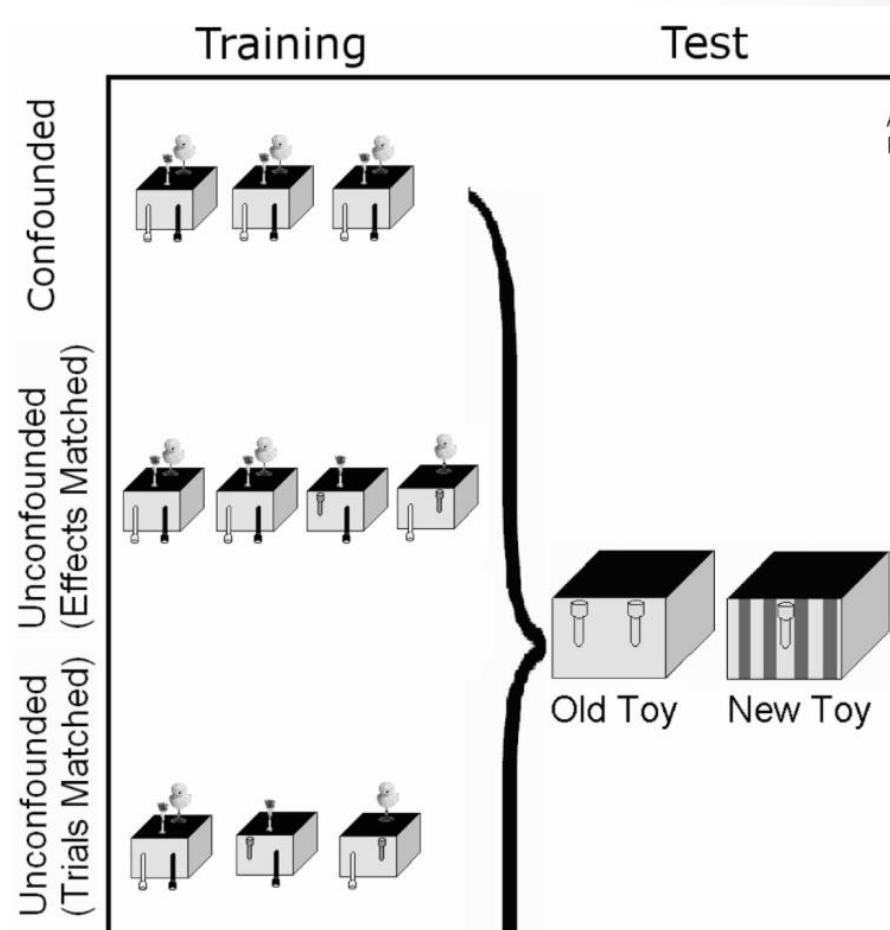 Training
Test
Confounded
Unconfounded
(Effects Matched)
Unconfounded
(Trials Matched)
Old Toy
New Toy